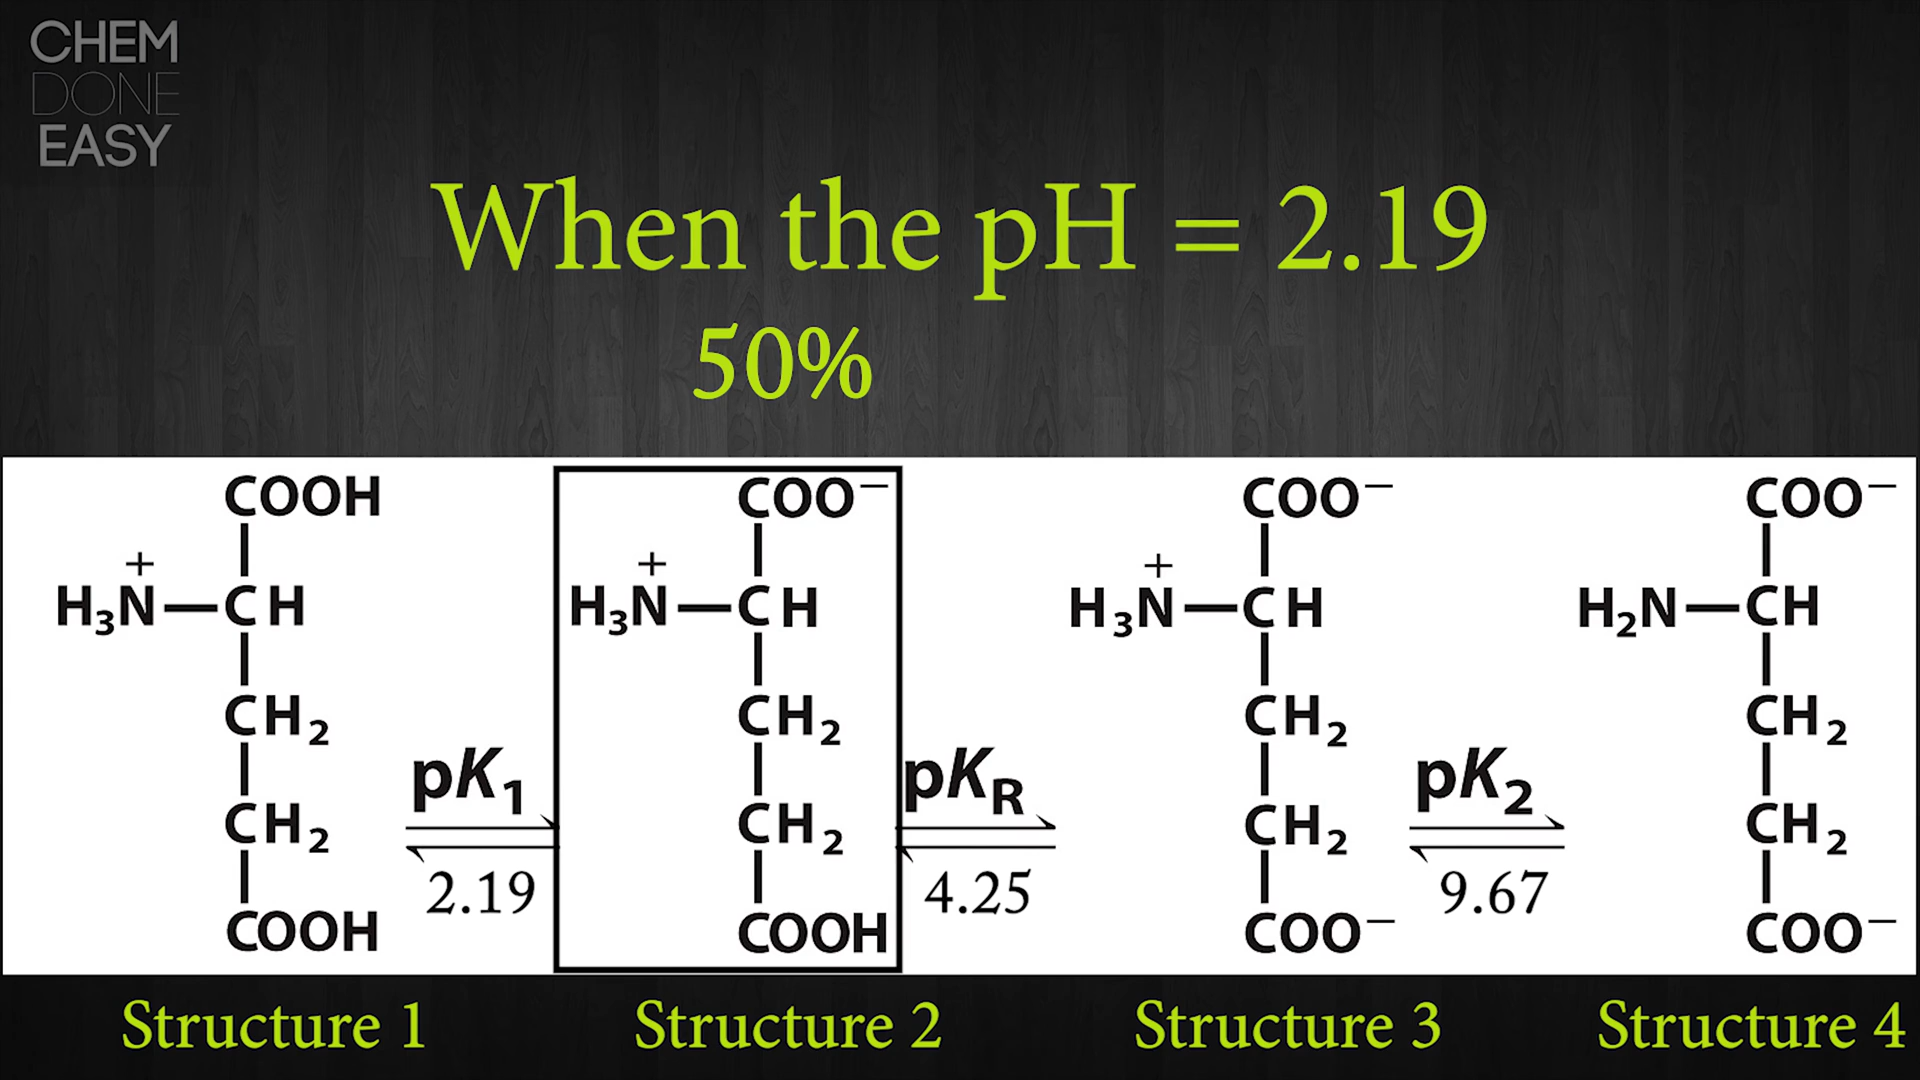 CHEM
DONE
EASY
When the pH = 2.19
50%
COOH
H₃N⁺—CH
CH₂
CH₂
COOH
pK₁
2.19
COO⁻
H₃N⁺—CH
CH₂
CH₂
COOH
pK_R
4.25
COO⁻
H₃N⁺—CH
CH₂
CH₂
COO⁻
pK₂
9.67
COO⁻
H₂N—CH
CH₂
CH₂
COO⁻
Structure 1
Structure 2
Structure 3
Structure 4